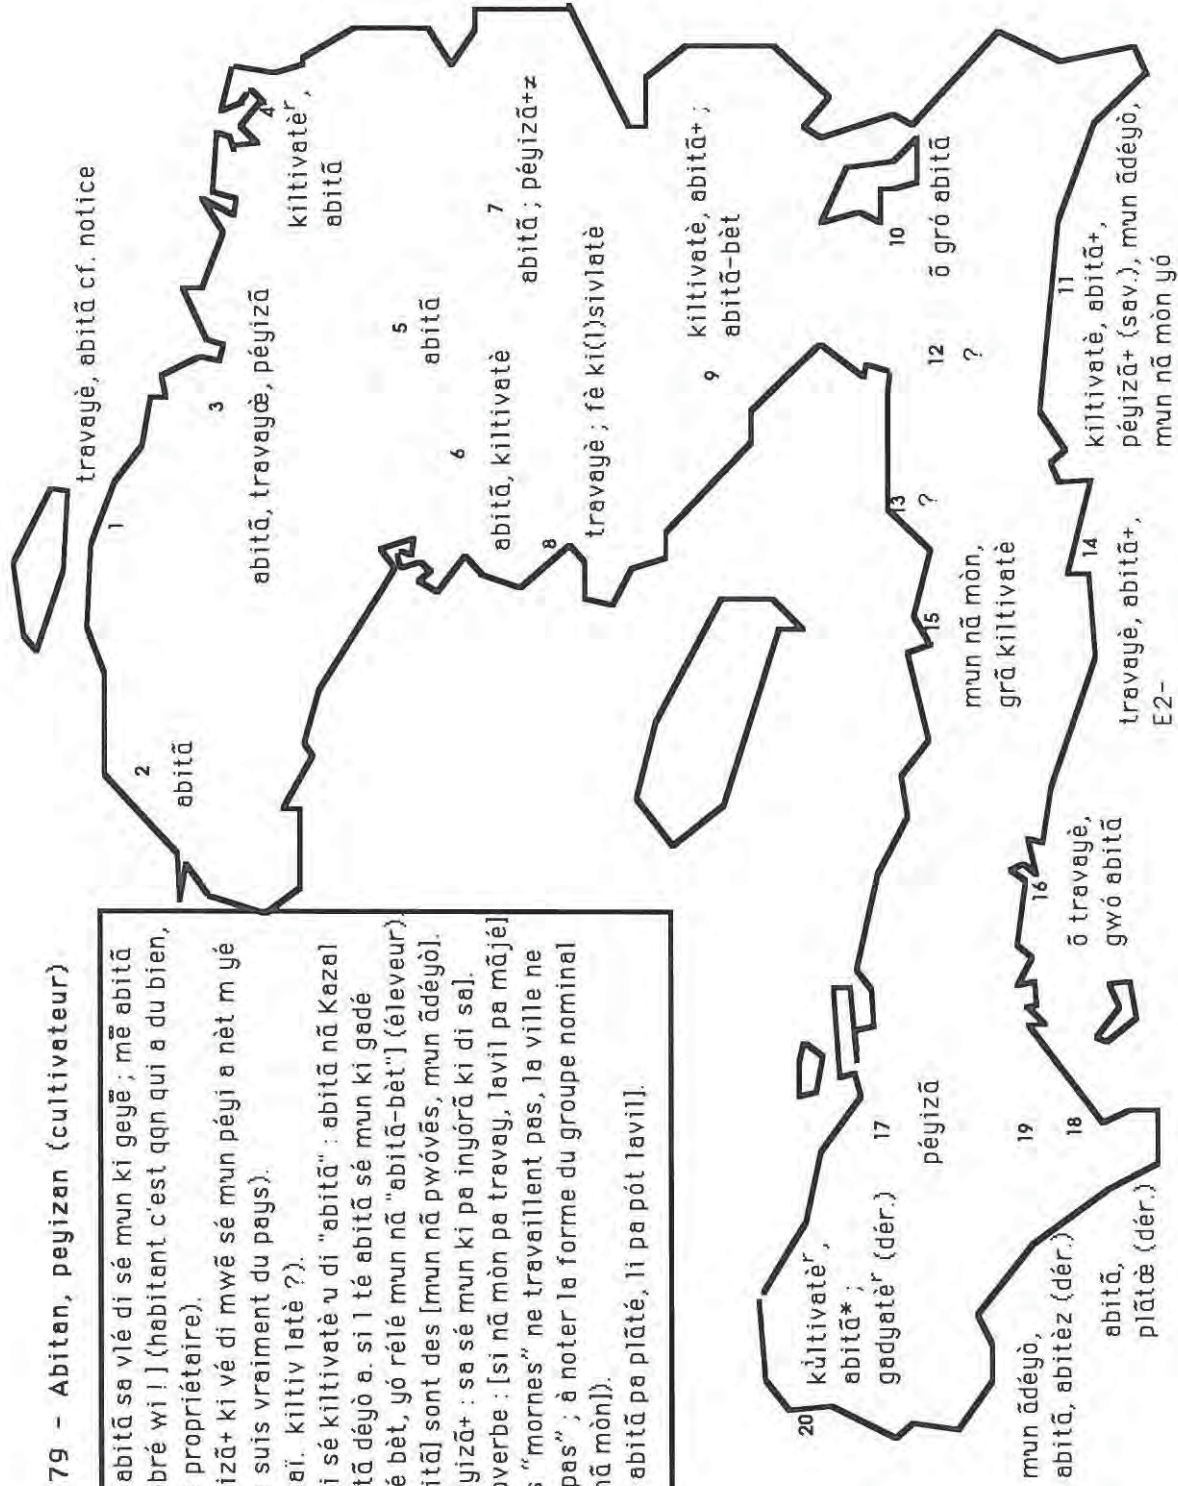 79 - Abitan, peyizan (cultivateur)
abitã sa vlé di sé mun ki geyẽ ; mẽ abitã
bré wi ! ] (habitant c'est qqn qui a du bien,
propriétaire).
izã+ ki vé di mwẽ sé mun péyi a nèt m yé
suis vraiment du pays).
aï. kiltiv latè ?).
i sé kiltivatè u di "abitã" : abitã nã Kazal
tã déyò a. si l té abitã sé mun ki gadé
é bèt, yó rélé mun nã "abitã-bèt"] (éleveur).
itã] sont des [mun nã pwóvẽs, mun ãdéyò].
yizã+ : sa sé mun ki pa inyórã ki di sa].
overbe : [si nã mòn pa travay, lavil pa mãjé]
s "mornes" ne travaillent pas, la ville ne
pas" ; à noter la forme du groupe nominal
nã mòn]).
abitã pa plãté, li pa pót lavil].
travayè, abitã cf. notice
1
2
abitã
3
abitã, travayœ̀, péyizã
4
kiltivatèʳ,
abitã
5
abitã
6
abitã, kiltivatè
7
abitã ; péyizã+≠
8
travayè ; fè ki(l)sivlatè
9
kiltivatè, abitã+ ;
abitã-bèt
10
õ gró abitã
11
kiltivatè, abitã+,
péyizã+ (sav.), mun ãdéyò,
mun nã mòn yó
12
?
13
?
14
travayè, abitã+,
E2-
15
mun nã mòn,
grã kiltivatè
16
õ travayè,
gwó abitã
17
péyizã
18
abitã,
plãtœ̀ (dér.)
19
mun ãdéyò,
abitã, abitèz (dér.)
20
kùltivatèʳ,
abitã* ;
gadyatèʳ (dér.)